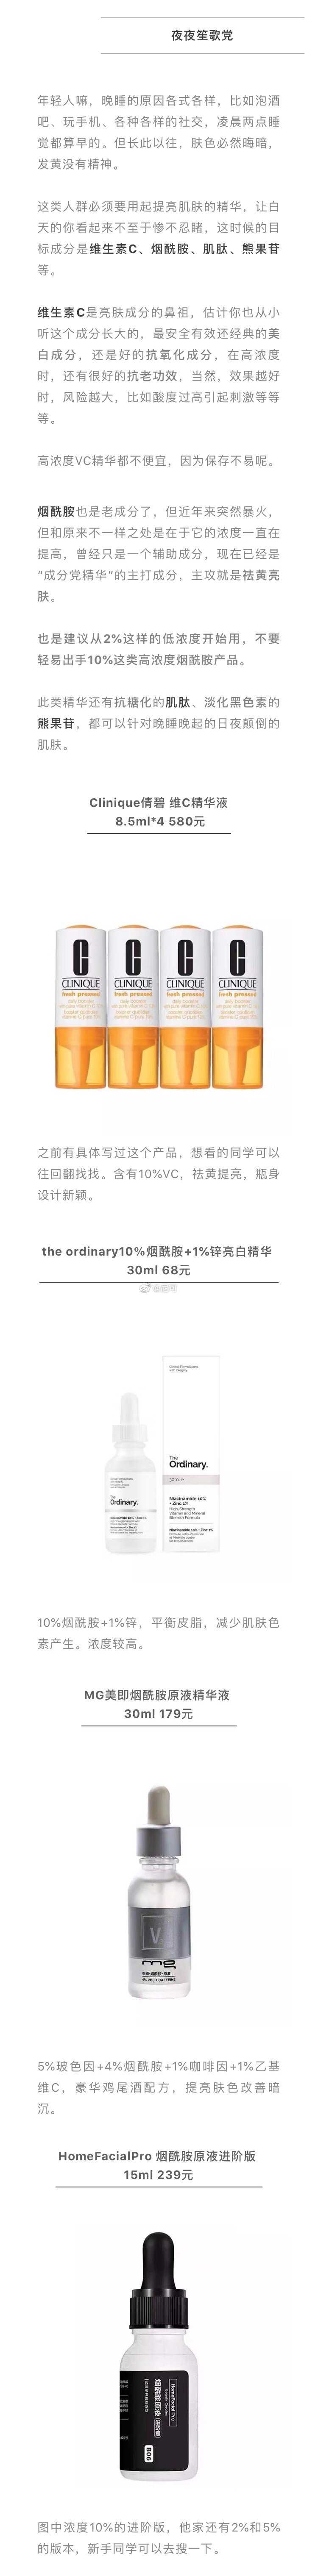 夜夜笙歌党
年轻人嘛，晚睡的原因各式各样，比如泡酒
吧、玩手机、各种各样的社交，凌晨两点睡
觉都算早的。但长此以往，肤色必然晦暗，
发黄没有精神。
这类人群必须要用起提亮肌肤的精华，让白
天的你看起来不至于惨不忍睹，这时候的目
标成分是维生素C、烟酰胺、肌肽、熊果苷
等。
维生素C是亮肤成分的鼻祖，估计你也从小
听这个成分长大的，最安全有效还经典的美
白成分，还是好的抗氧化成分，在高浓度
时，还有很好的抗老功效，当然，效果越好
时，风险越大，比如酸度过高引起刺激等等
等。
高浓度VC精华都不便宜，因为保存不易呢。
烟酰胺也是老成分了，但近年来突然暴火，
但和原来不一样之处是在于它的浓度一直在
提高，曾经只是一个辅助成分，现在已经是
“成分党精华”的主打成分，主攻就是祛黄亮
肤。
也是建议从2%这样的低浓度开始用，不要
轻易出手10%这类高浓度烟酰胺产品。
此类精华还有抗糖化的肌肽、淡化黑色素的
熊果苷，都可以针对晚睡晚起的日夜颠倒的
肌肤。
Clinique倩碧 维C精华液
8.5ml*4 580元
CLINIQUE CLINIQUE CLINIQUE CLINIQUE
fresh pressed fresh pressed fresh pressed fresh pressed
之前有具体写过这个产品，想看的同学可以
往回翻找找。含有10%VC，祛黄提亮，瓶身
设计新颖。
the ordinary10%烟酰胺+1%锌亮白精华
30ml 68元
The
Ordinary.
The
Ordinary.
Niacinamide 10%
+ Zinc 1%
High-Strength
Vitamin and Mineral
Blemish Formula
10%烟酰胺+1%锌，平衡皮脂，减少肌肤色
素产生。浓度较高。
MG美即烟酰胺原液精华液
30ml 179元
V
mg
5%玻色因+4%烟酰胺+1%咖啡因+1%乙基
维C，豪华鸡尾酒配方，提亮肤色改善暗
沉。
HomeFacialPro 烟酰胺原液进阶版
15ml 239元
HomeFacial Pro
烟酰胺原液
进阶版
806
图中浓度10%的进阶版，他家还有2%和5%
的版本，新手同学可以去搜一下。